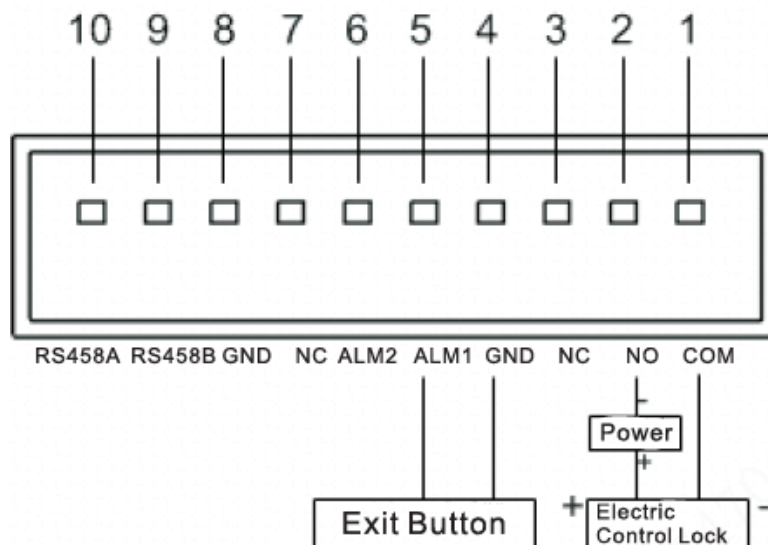 10 9 8 7 6 5 4 3 2 1
RS458A RS458B GND NC ALM2 ALM1 GND NC NO COM
-
Power
+
Exit Button
+ Electric -
Control Lock